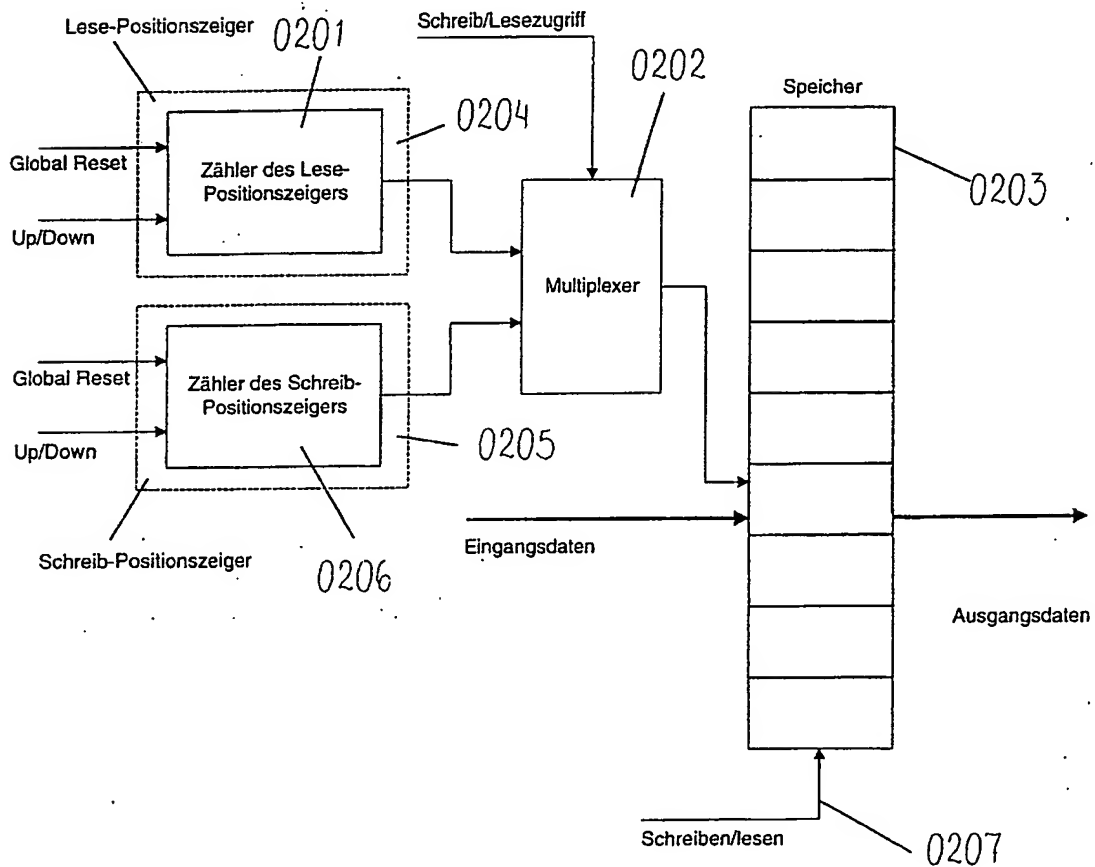 Lese-Positionszeiger
0201
Schreib/Lesezugriff
0202
Speicher
0204
Global Reset
Zähler des Lese-
Positionszeigers
0203
Up/Down
Multiplexer
Global Reset
Zähler des Schreib-
Positionszeigers
Up/Down
0205
Eingangsdaten
Schreib-Positionszeiger
0206
Ausgangsdaten
Schreiben/lesen
0207